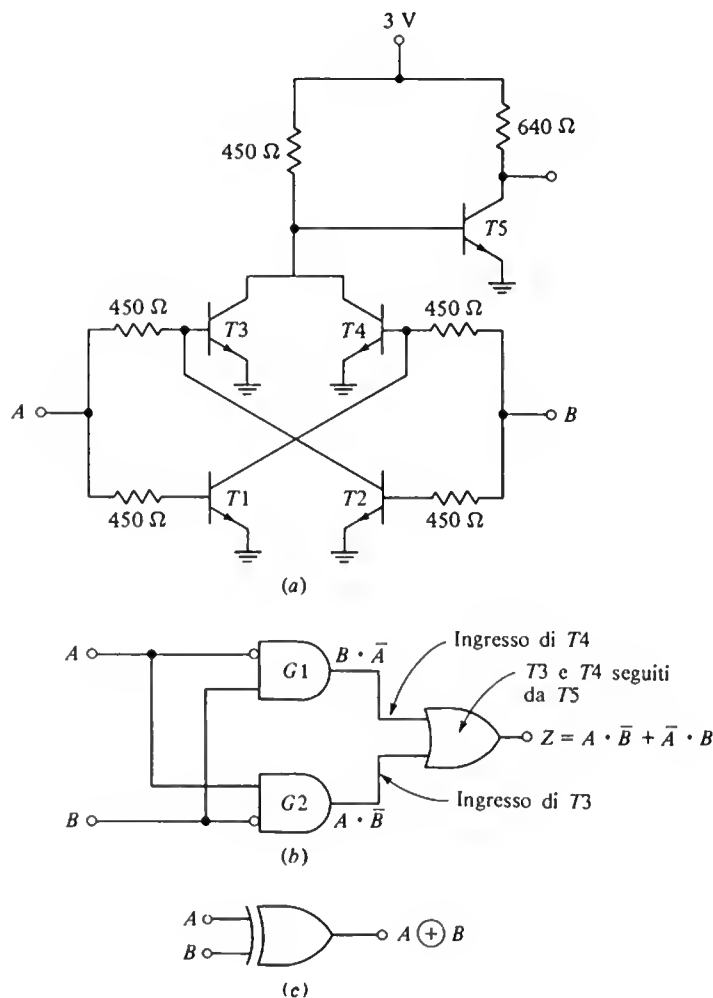 3 V
450 Ω
640 Ω
T5
450 Ω
T3
T4
450 Ω
A
B
450 Ω
T1
T2
450 Ω
(a)
A
G1
B · Ā
Ingresso di T4
T3 e T4 seguiti
da T5
Z = A · B̄ + Ā · B
B
G2
A · B̄
Ingresso di T3
(b)
A
B
A ⊕ B
(c)